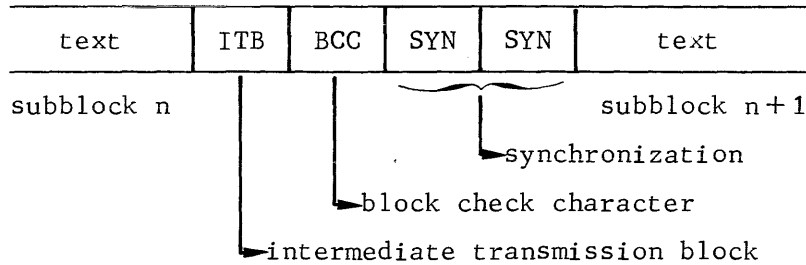 text ITB BCC SYN SYN text
subblock n subblock n+1
synchronization
block check character
intermediate transmission block